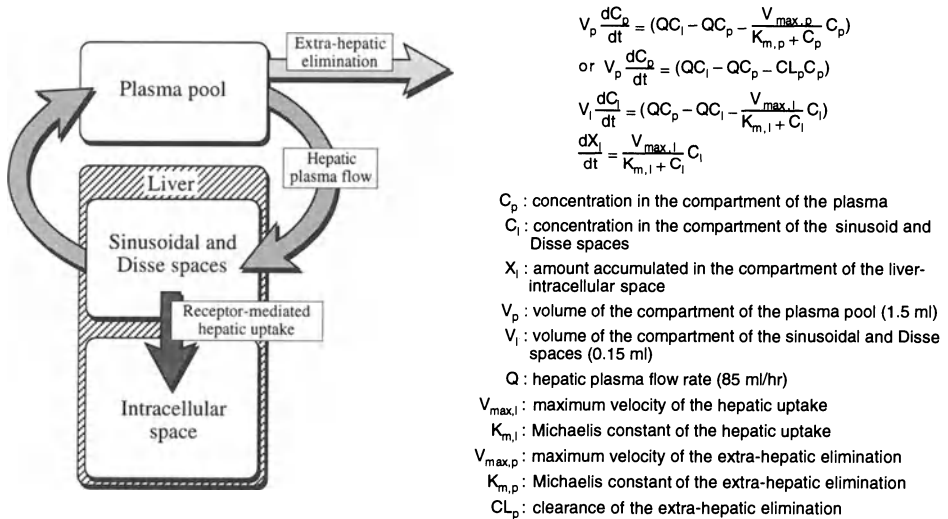 Plasma pool
Extra-hepatic
elimination
Hepatic
plasma flow
Liver
Sinusoidal and
Disse spaces
Receptor-mediated
hepatic uptake
Intracellular
space
V_p dC_p/dt = (QC_l – QC_p – V_max,p/(K_m,p + C_p) C_p)
or V_p dC_p/dt = (QC_l – QC_p – CL_pC_p)
V_l dC_l/dt = (QC_p – QC_l – V_max,l/(K_m,l + C_l) C_l)
dX_l/dt = V_max,l/(K_m,l + C_l) C_l
C_p : concentration in the compartment of the plasma
C_l : concentration in the compartment of the sinusoid and
Disse spaces
X_l : amount accumulated in the compartment of the liver-
intracellular space
V_p : volume of the compartment of the plasma pool (1.5 ml)
V_l : volume of the compartment of the sinusoidal and Disse
spaces (0.15 ml)
Q : hepatic plasma flow rate (85 ml/hr)
V_max,l : maximum velocity of the hepatic uptake
K_m,l : Michaelis constant of the hepatic uptake
V_max,p : maximum velocity of the extra-hepatic elimination
K_m,p : Michaelis constant of the extra-hepatic elimination
CL_p : clearance of the extra-hepatic elimination